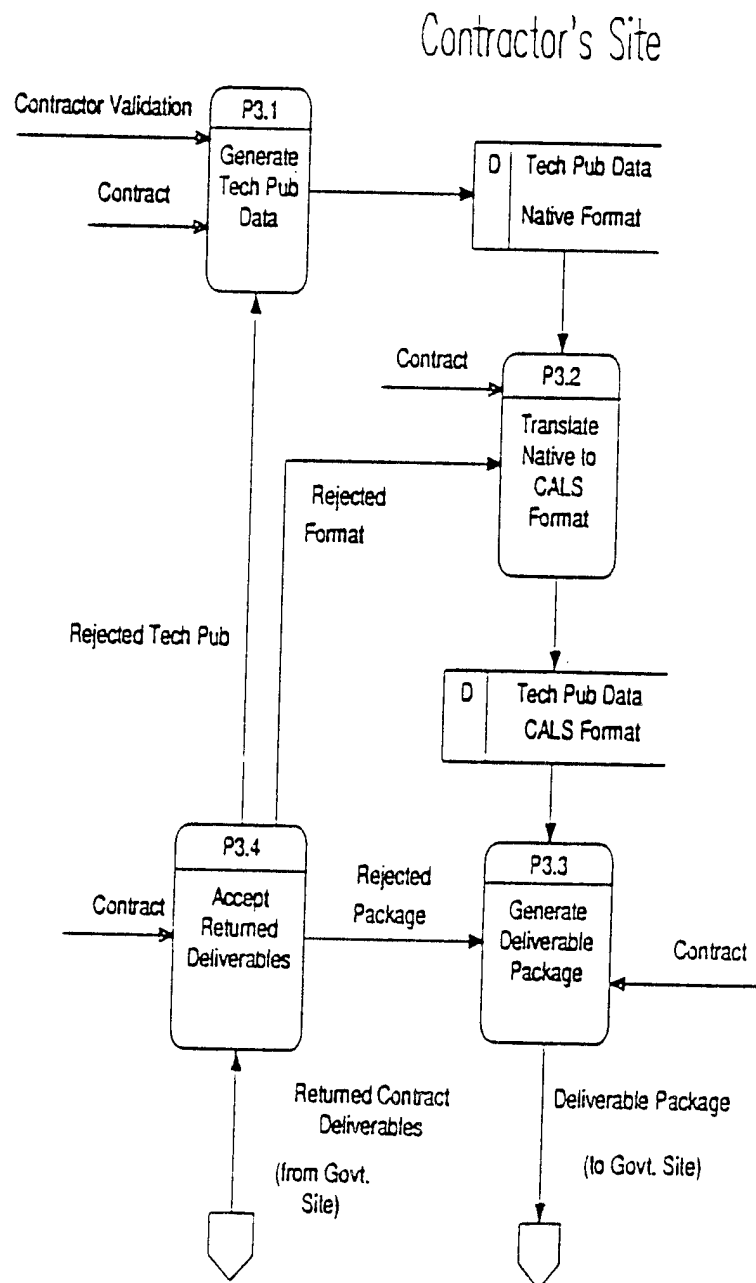 Contractor's Site
Contractor Validation
Contract
P3.1
Generate
Tech Pub
Data
D
Tech Pub Data
Native Format
Contract
P3.2
Translate
Native to
CALS
Format
Rejected
Format
Rejected Tech Pub
D
Tech Pub Data
CALS Format
Contract
P3.4
Accept
Returned
Deliverables
Rejected
Package
P3.3
Generate
Deliverable
Package
Contract
Returned Contract
Deliverables
(from Govt.
Site)
Deliverable Package
(to Govt. Site)